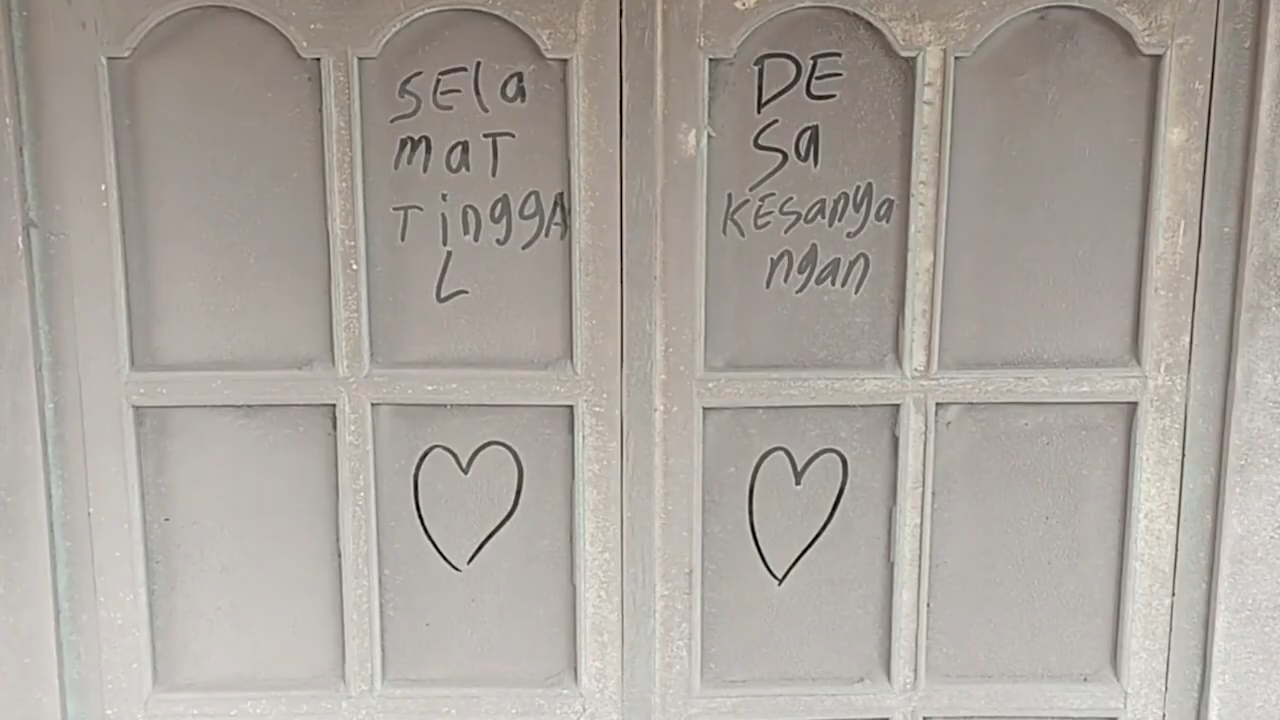 SEla
maT
TinggA
L
DE
Sa
KESanya
ngan